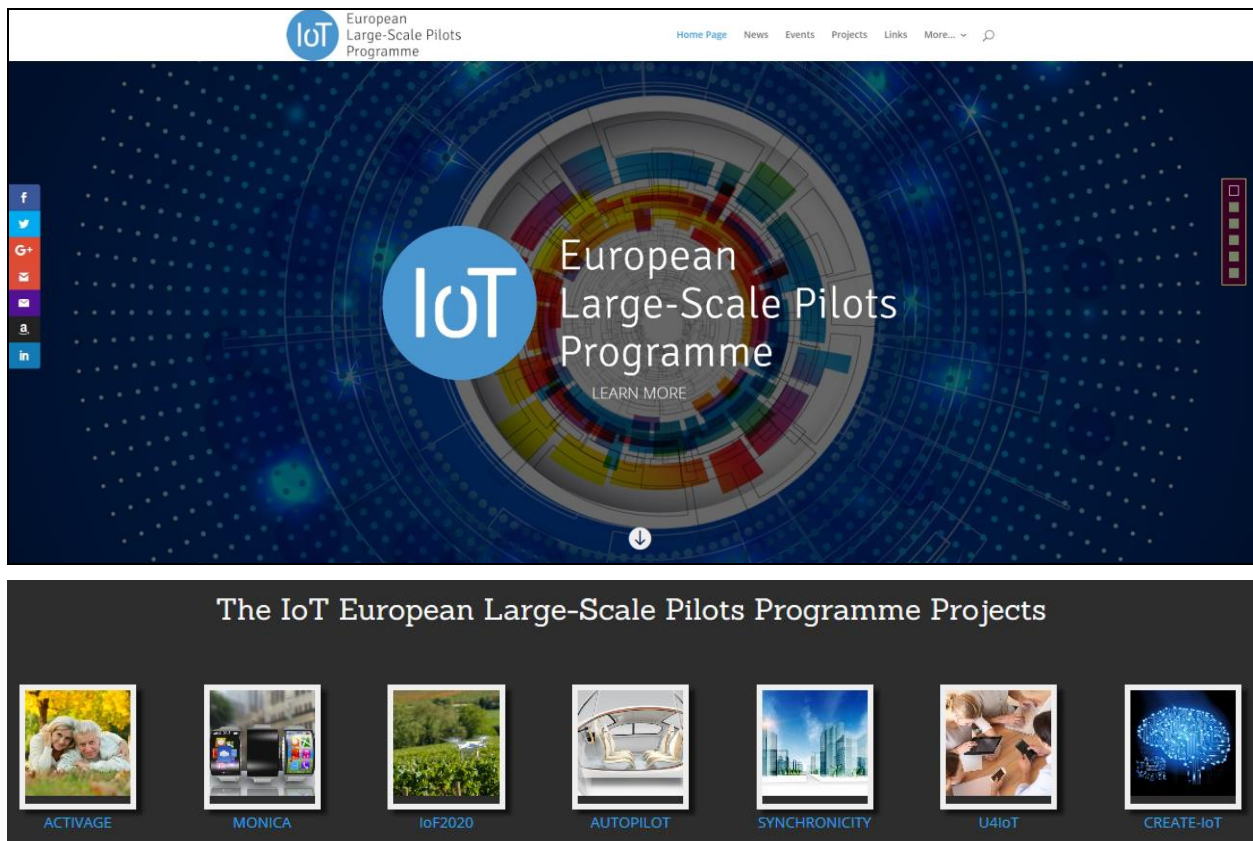 IoT
European
Large-Scale Pilots
Programme
Home Page News Events Projects Links More...
f
G+
a
in
IoT
European
Large-Scale Pilots
Programme
LEARN MORE
The IoT European Large-Scale Pilots Programme Projects
ACTIVAGE MONICA IoF2020 AUTOPILOT SYNCHRONICITY U4IoT CREATE-IoT